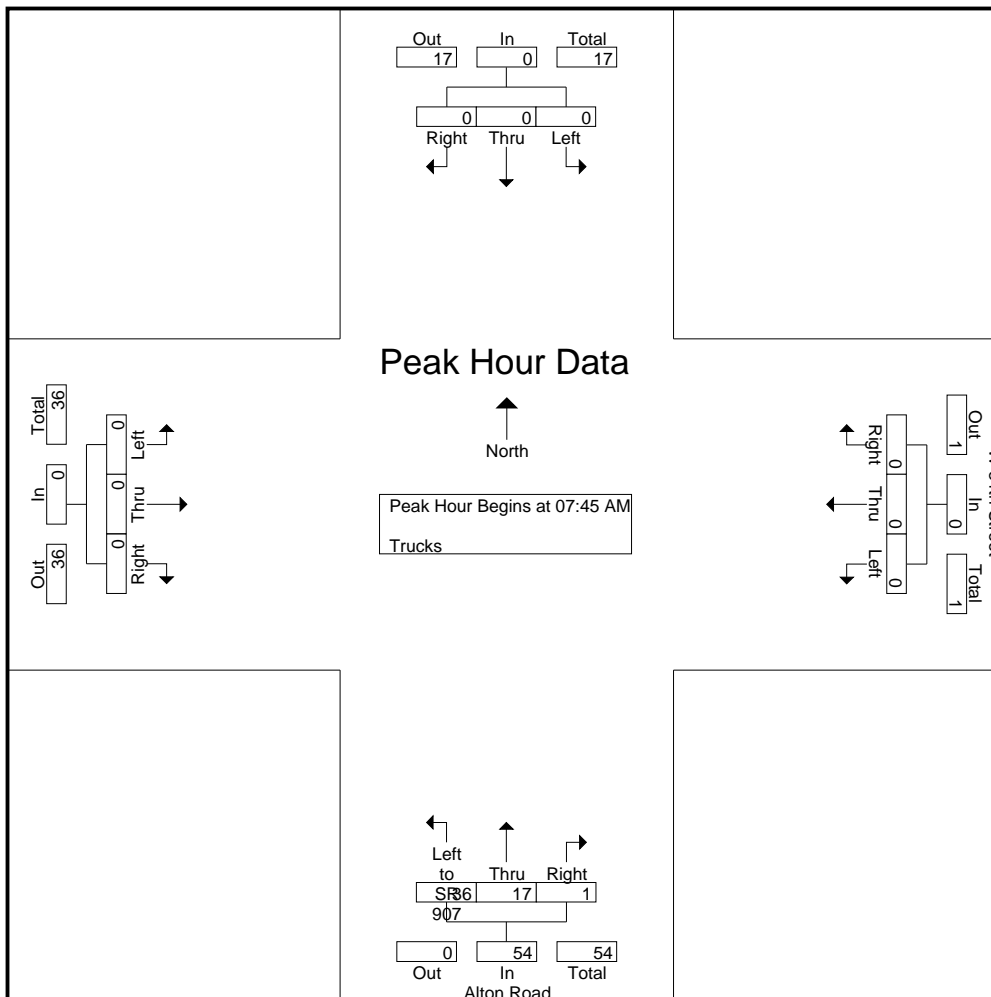 Out In Total
17 0 17
0 0 0
Right Thru Left
Peak Hour Data
North
Peak Hour Begins at 07:45 AM
Trucks
Total In Out
36 0 36
0 0 0
Left Thru Right
Right Thru Left
0 0 0
Out In Total
1 0 1
Left
to
SR
907
Thru Right
36 17 1
0 54 54
Out In Total
Alton Road